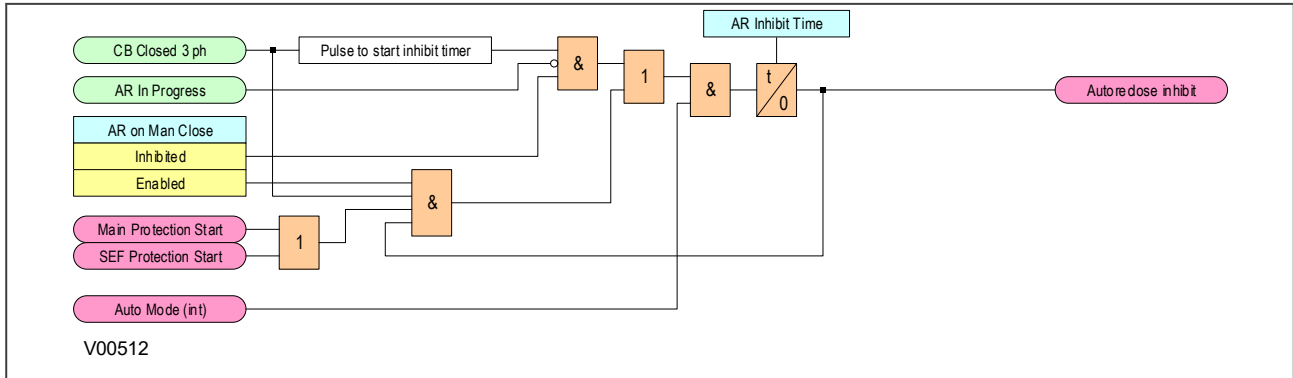 AR Inhibit Time
CB Closed 3 ph
Pulse to start inhibit timer
&
AR In Progress
1
&
t
0
Autoredose inhibit
AR on Man Close
Inhibited
Enabled
&
Main Protection Start
1
SEF Protection Start
Auto Mode (int)
V00512